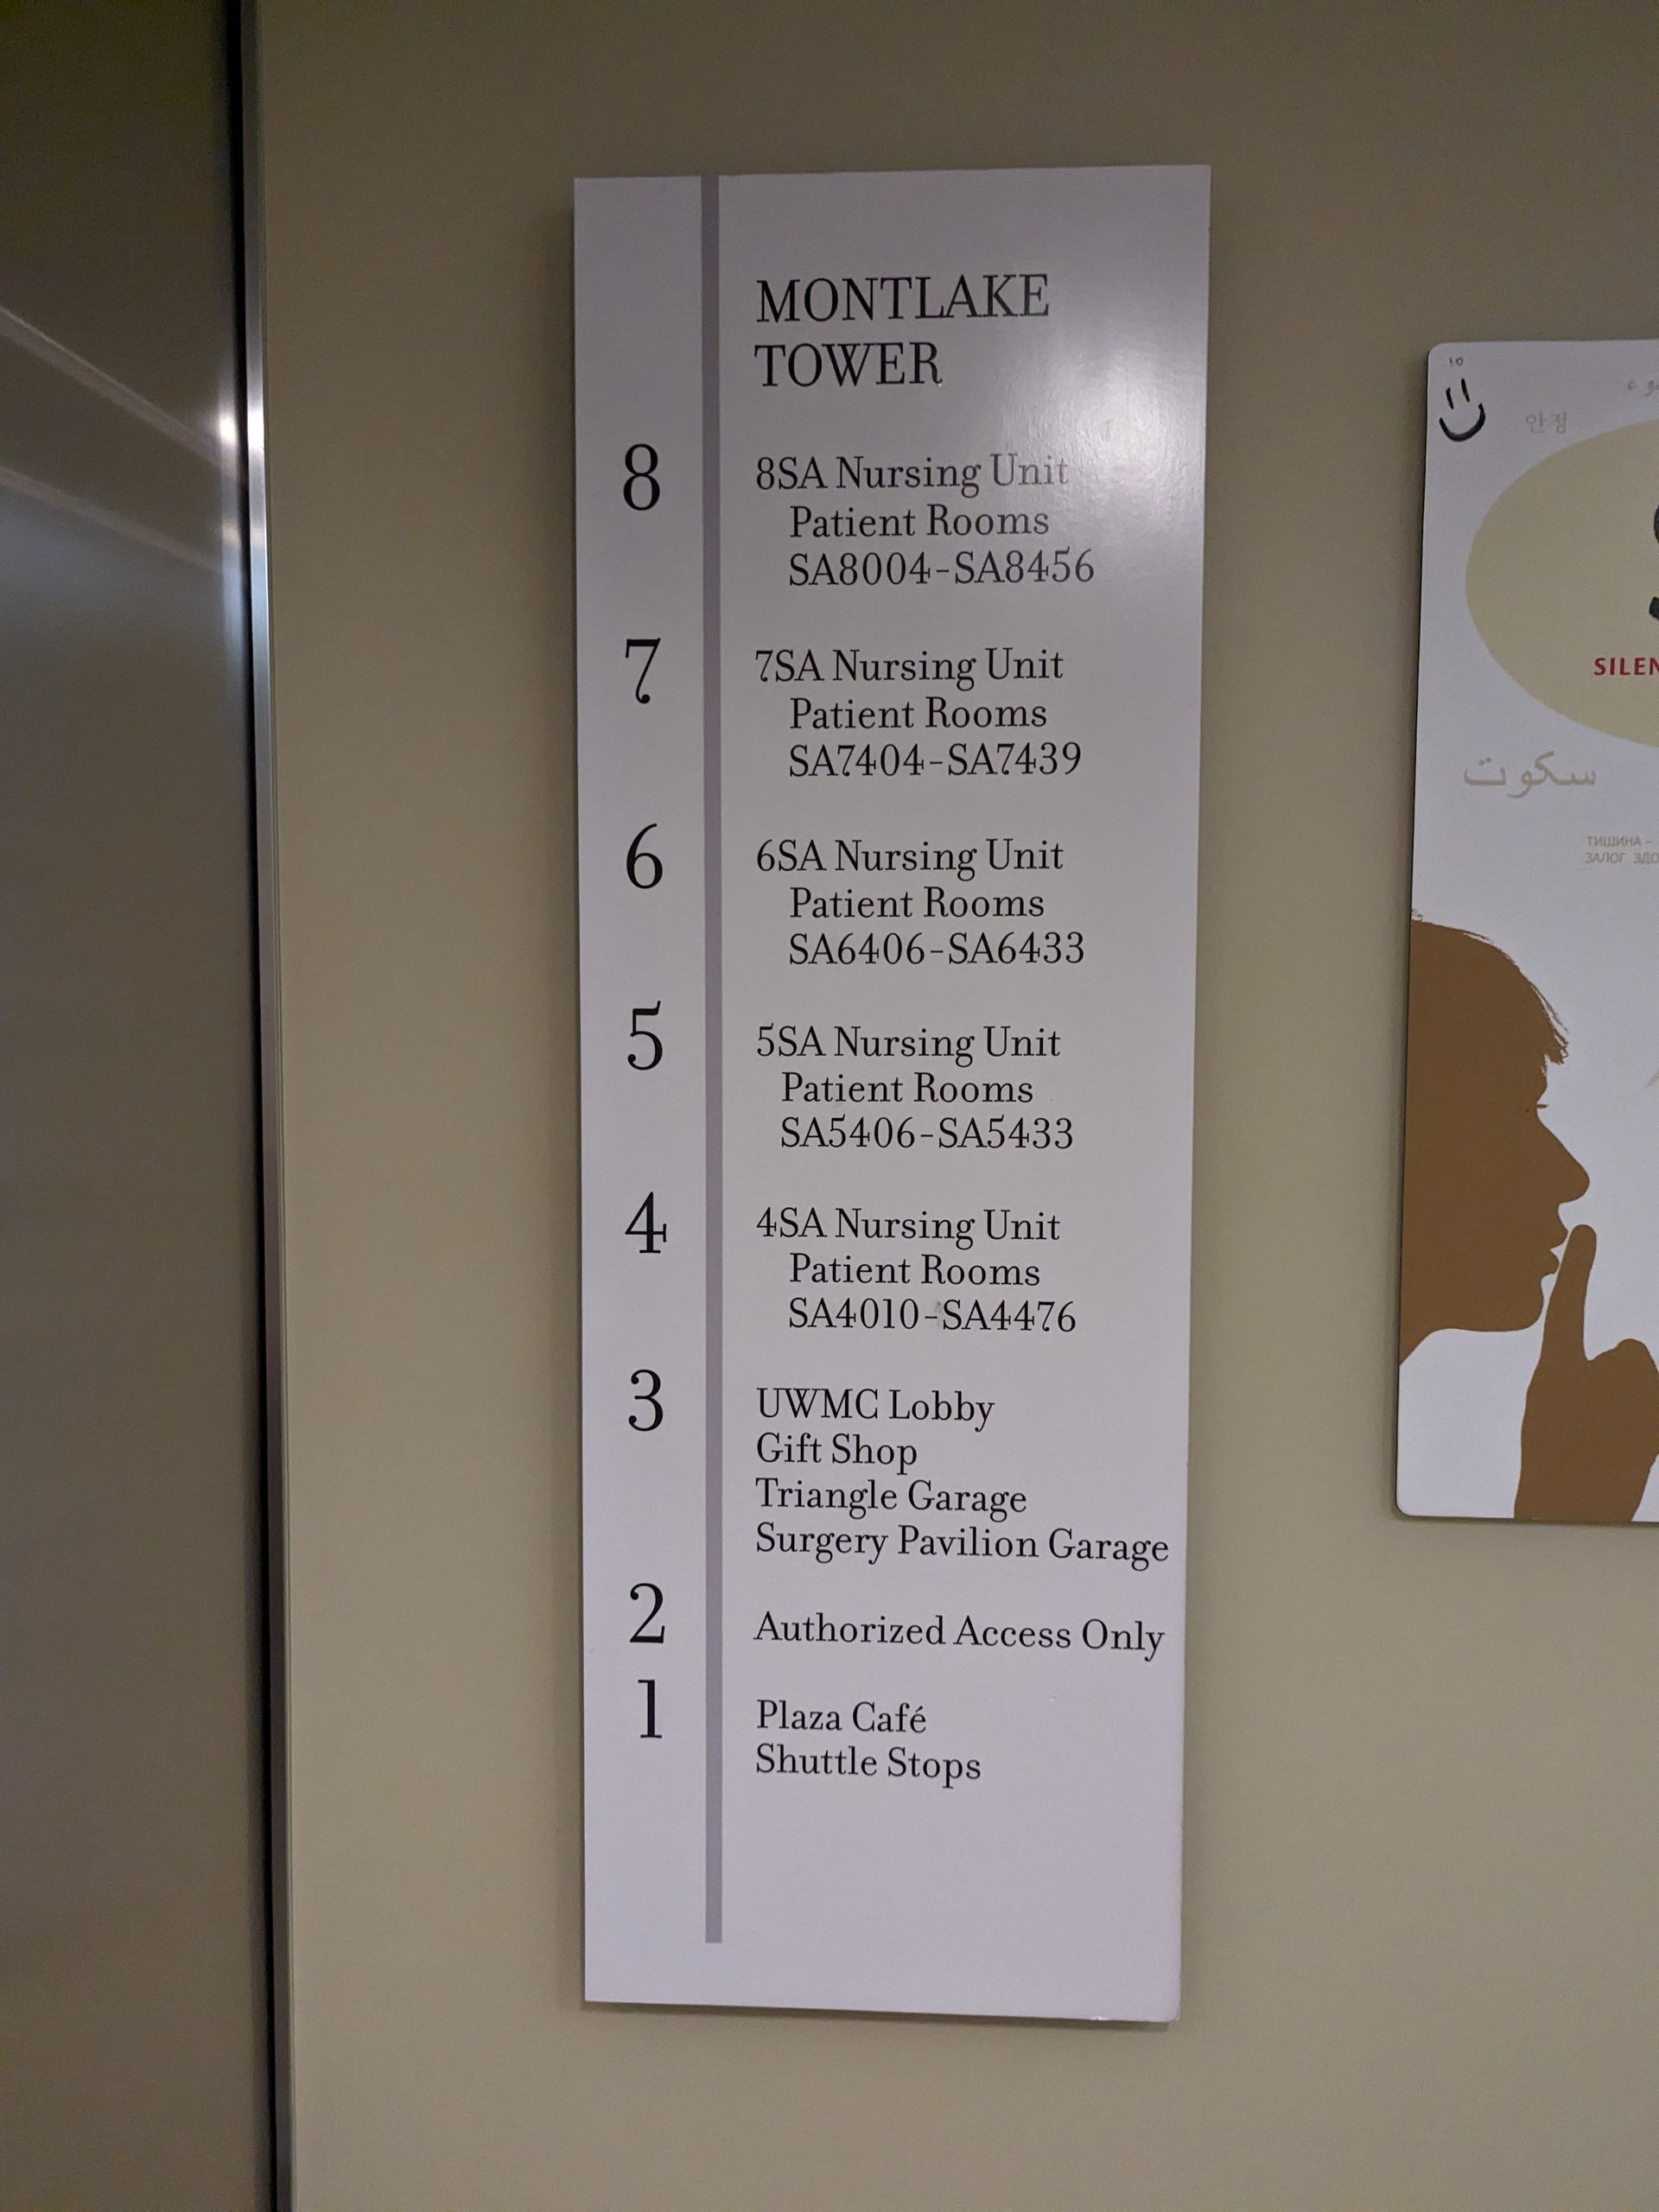 MONTLAKE
TOWER
8
8SA Nursing Unit
Patient Rooms
SA8004-SA8456
7
7SA Nursing Unit
Patient Rooms
SA7404-SA7439
6
6SA Nursing Unit
Patient Rooms
SA6406-SA6433
5
5SA Nursing Unit
Patient Rooms
SA5406-SA5433
4
4SA Nursing Unit
Patient Rooms
SA4010-SA4476
3
UWMC Lobby
Gift Shop
Triangle Garage
Surgery Pavilion Garage
2
Authorized Access Only
1
Plaza Café
Shuttle Stops
안정
SILEN
سكوت
ТИШИНА –
ЗАЛОГ ЗДО